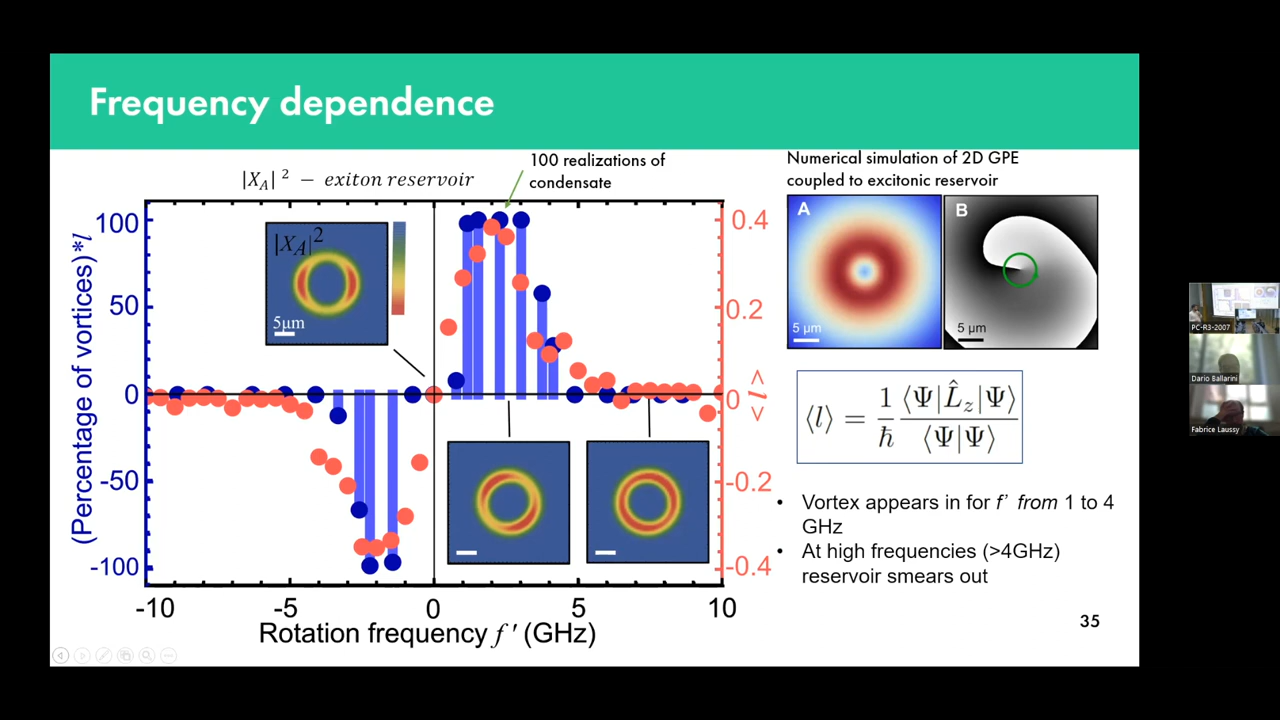 Frequency dependence
|X_A|² − exiton reservoir
100 realizations of
condensate
Numerical simulation of 2D GPE
coupled to excitonic reservoir
(Percentage of vortices)*l
100
50
0
-50
-100
|X_A|²
5μm
0.4
0.2
0
-0.2
-0.4
<l>
-10
-5
0
5
10
Rotation frequency f ' (GHz)
A
5 μm
B
5 μm
⟨l⟩ = 1/ħ ⟨Ψ|L̂_z|Ψ⟩/⟨Ψ|Ψ⟩
• Vortex appears in for f' from 1 to 4
GHz
• At high frequencies (>4GHz)
reservoir smears out
35
PC-R3-2007
Dario Ballarini
Fabrice Laussy